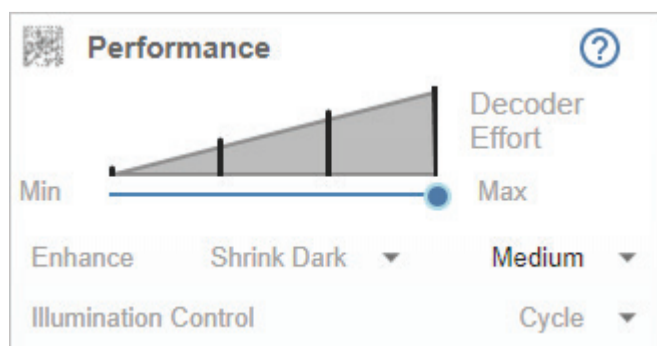 Performance
?
Decoder
Effort
Min
Max
Enhance Shrink Dark Medium
Illumination Control Cycle